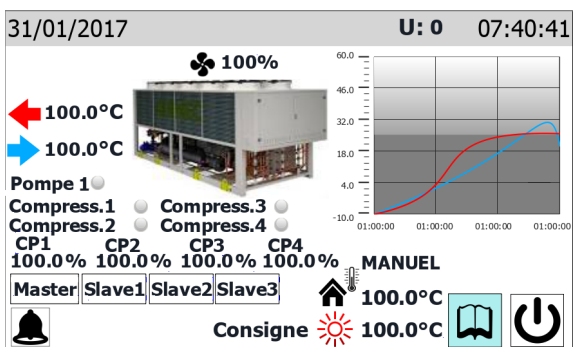 31/01/2017 U: 0 07:40:41
100%
100.0°C
100.0°C
Pompe 1
Compress.1 Compress.3
Compress.2 Compress.4
CP1 CP2 CP3 CP4
100.0% 100.0% 100.0% 100.0%
Master Slave1 Slave2 Slave3
60.0
46.0
32.0
18.0
4.0
-10.0
01:00:00 01:00:00 01:00:00 01:00:00
MANUEL
100.0°C
Consigne 100.0°C